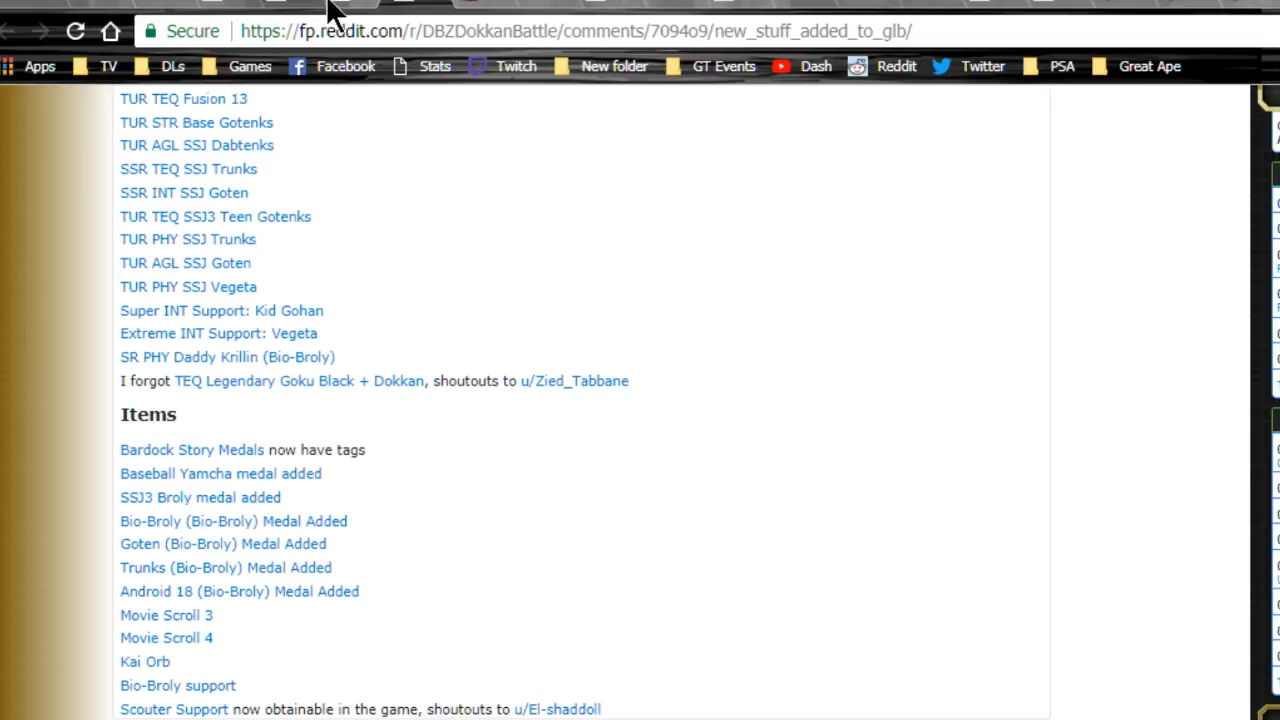 Secure https://fp.reddit.com/r/DBZDokkanBattle/comments/7094o9/new_stuff_added_to_glb/
Apps TV DLs Games Facebook Stats Twitch New folder GT Events Dash Reddit Twitter PSA Great Ape
TUR TEQ Fusion 13
TUR STR Base Gotenks
TUR AGL SSJ Dabtenks
SSR TEQ SSJ Trunks
SSR INT SSJ Goten
TUR TEQ SSJ3 Teen Gotenks
TUR PHY SSJ Trunks
TUR AGL SSJ Goten
TUR PHY SSJ Vegeta
Super INT Support: Kid Gohan
Extreme INT Support: Vegeta
SR PHY Daddy Krillin (Bio-Broly)
I forgot TEQ Legendary Goku Black + Dokkan, shoutouts to u/Zied_Tabbane
Items
Bardock Story Medals now have tags
Baseball Yamcha medal added
SSJ3 Broly medal added
Bio-Broly (Bio-Broly) Medal Added
Goten (Bio-Broly) Medal Added
Trunks (Bio-Broly) Medal Added
Android 18 (Bio-Broly) Medal Added
Movie Scroll 3
Movie Scroll 4
Kai Orb
Bio-Broly support
Scouter Support now obtainable in the game, shoutouts to u/El-shaddoll